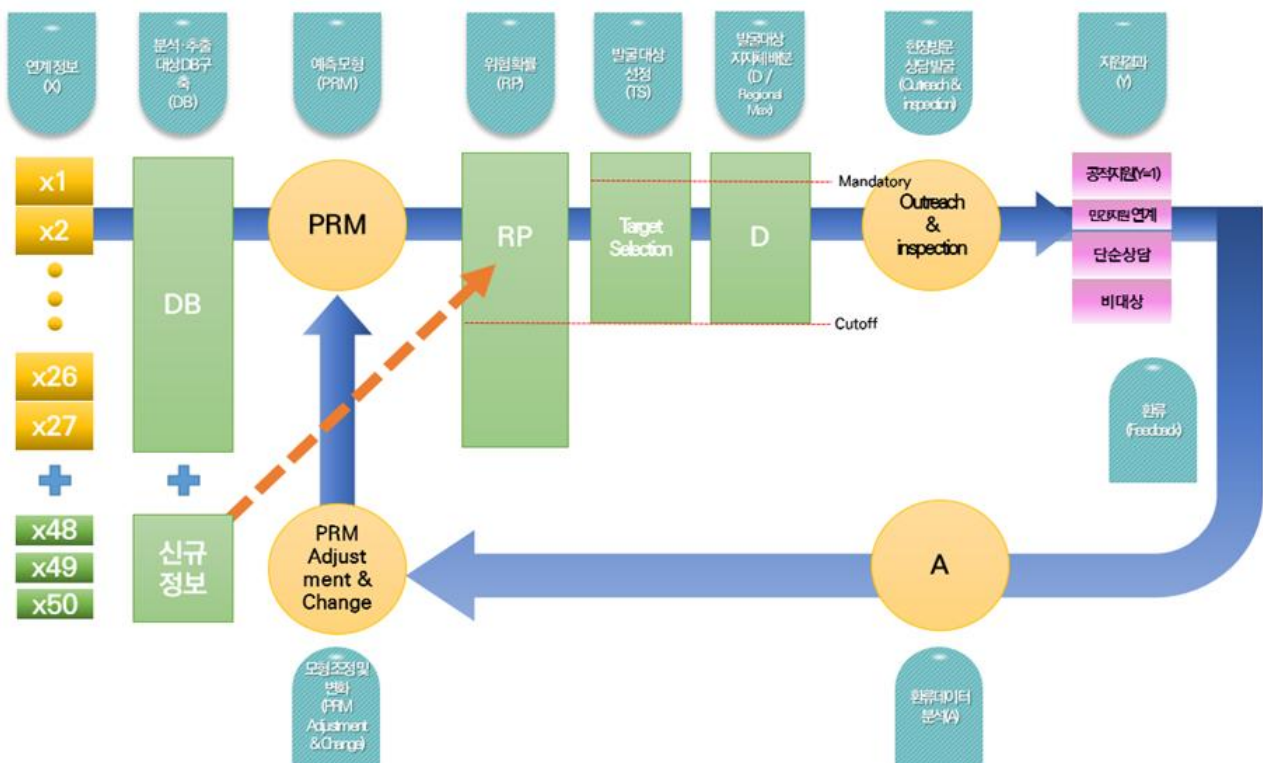 연계 정보
(X)
분석·추출
대상DB구
축
(DB)
예측 모형
(PRM)
위험확률
(RP)
발굴 대상
선정
(TS)
발굴대상
지자체 배분
(D /
Regional
Max)
현장방문
상담 발굴
(Outreach &
inspection)
지원결과
(Y)
x1
x2
x26
x27
x48
x49
x50
DB
신규
정보
PRM
RP
Target
Selection
D
Mandatory
Cutoff
Outreach
&
inspection
공적지원(Y=1)
민간지원 연계
단순상담
비대상
환류
(Feedback)
PRM
Adjust
ment &
Change
A
모형 조정 및
변화
(PRM
Adjustment
& Change)
환류데이터
분석(A)